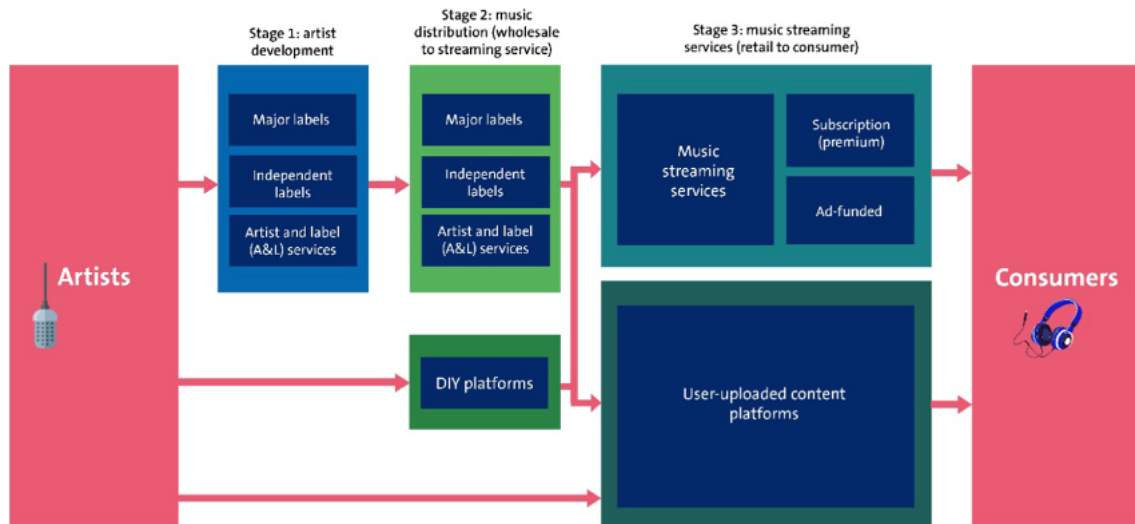 Stage 1: artist
development
Stage 2: music
distribution (wholesale
to streaming service)
Stage 3: music streaming
services (retail to consumer)
Artists
Major labels
Independent
labels
Artist and label
(A&L) services
Major labels
Independent
labels
Artist and label
(A&L) services
DIY platforms
Music
streaming
services
Subscription
(premium)
Ad-funded
User-uploaded content
platforms
Consumers